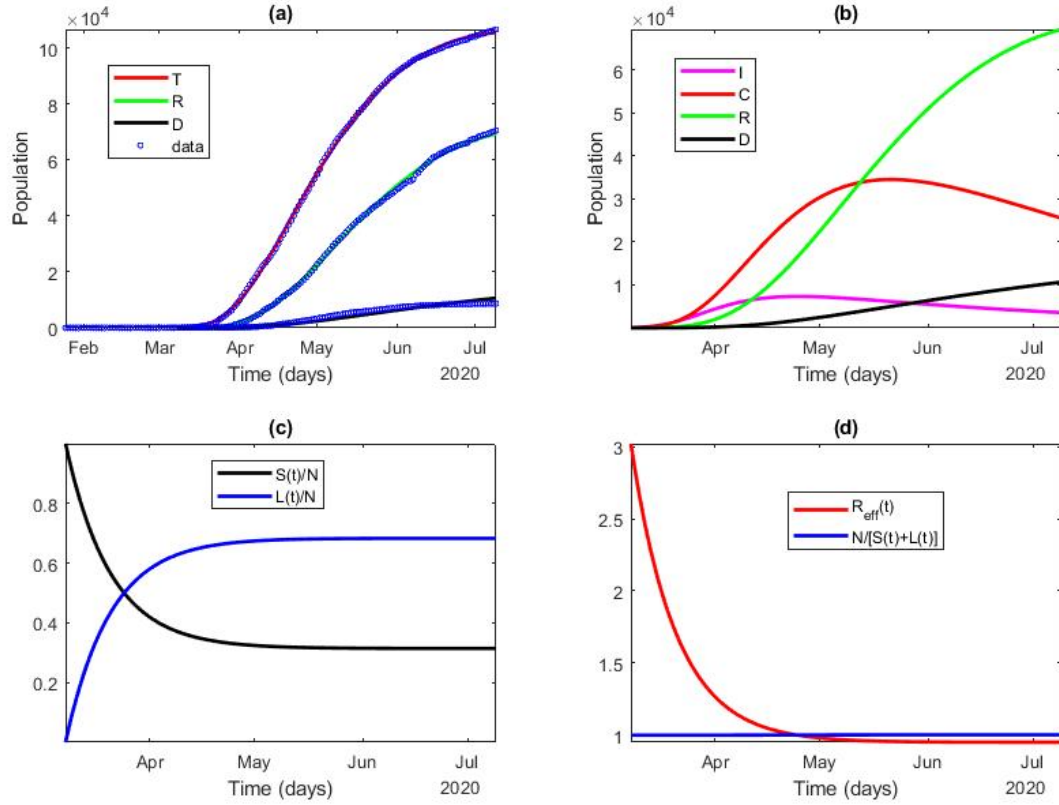 (a)
×10⁴
10
8
6
4
2
0
Population
T
R
D
data
Feb
Mar
Apr
May
Jun
Jul
Time (days)
2020
(b)
×10⁴
6
5
4
3
2
1
0
Population
I
C
R
D
Apr
May
Jun
Jul
Time (days)
2020
(c)
0.8
0.6
0.4
0.2
S(t)/N
L(t)/N
Apr
May
Jun
Jul
Time (days)
2020
(d)
3
2.5
2
1.5
1
R_eff(t)
N/[S(t)+L(t)]
Apr
May
Jun
Jul
Time (days)
2020